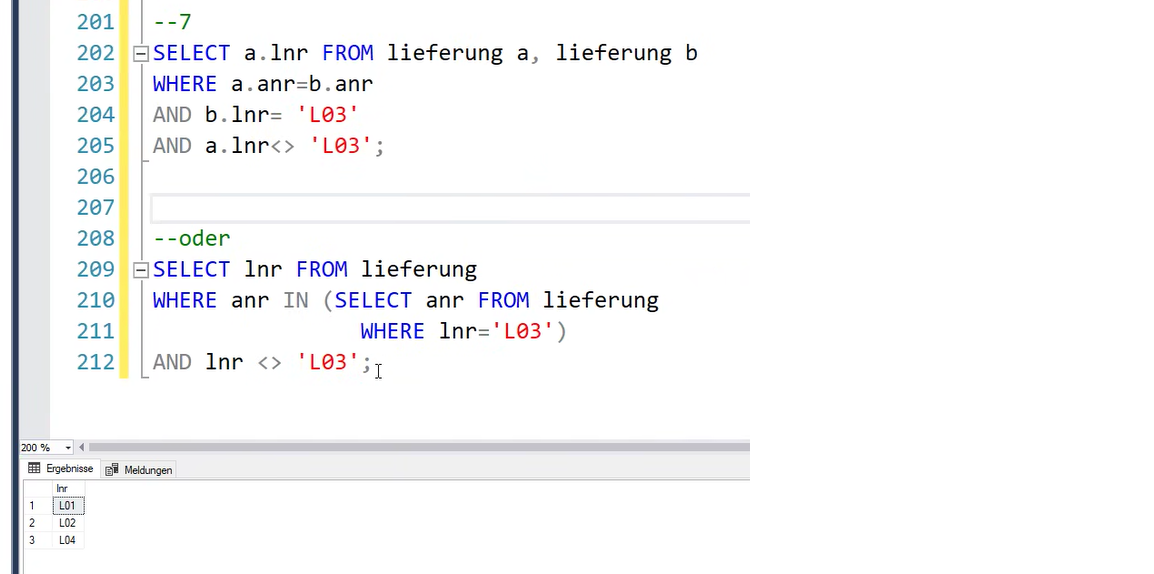 201 --7
202 SELECT a.lnr FROM lieferung a, lieferung b
203 WHERE a.anr=b.anr
204 AND b.lnr= 'L03'
205 AND a.lnr<> 'L03';
206
207
208 --oder
209 SELECT lnr FROM lieferung
210 WHERE anr IN (SELECT anr FROM lieferung
211 WHERE lnr='L03')
212 AND lnr <> 'L03';
200 %
Ergebnisse Meldungen
lnr
1 L01
2 L02
3 L04